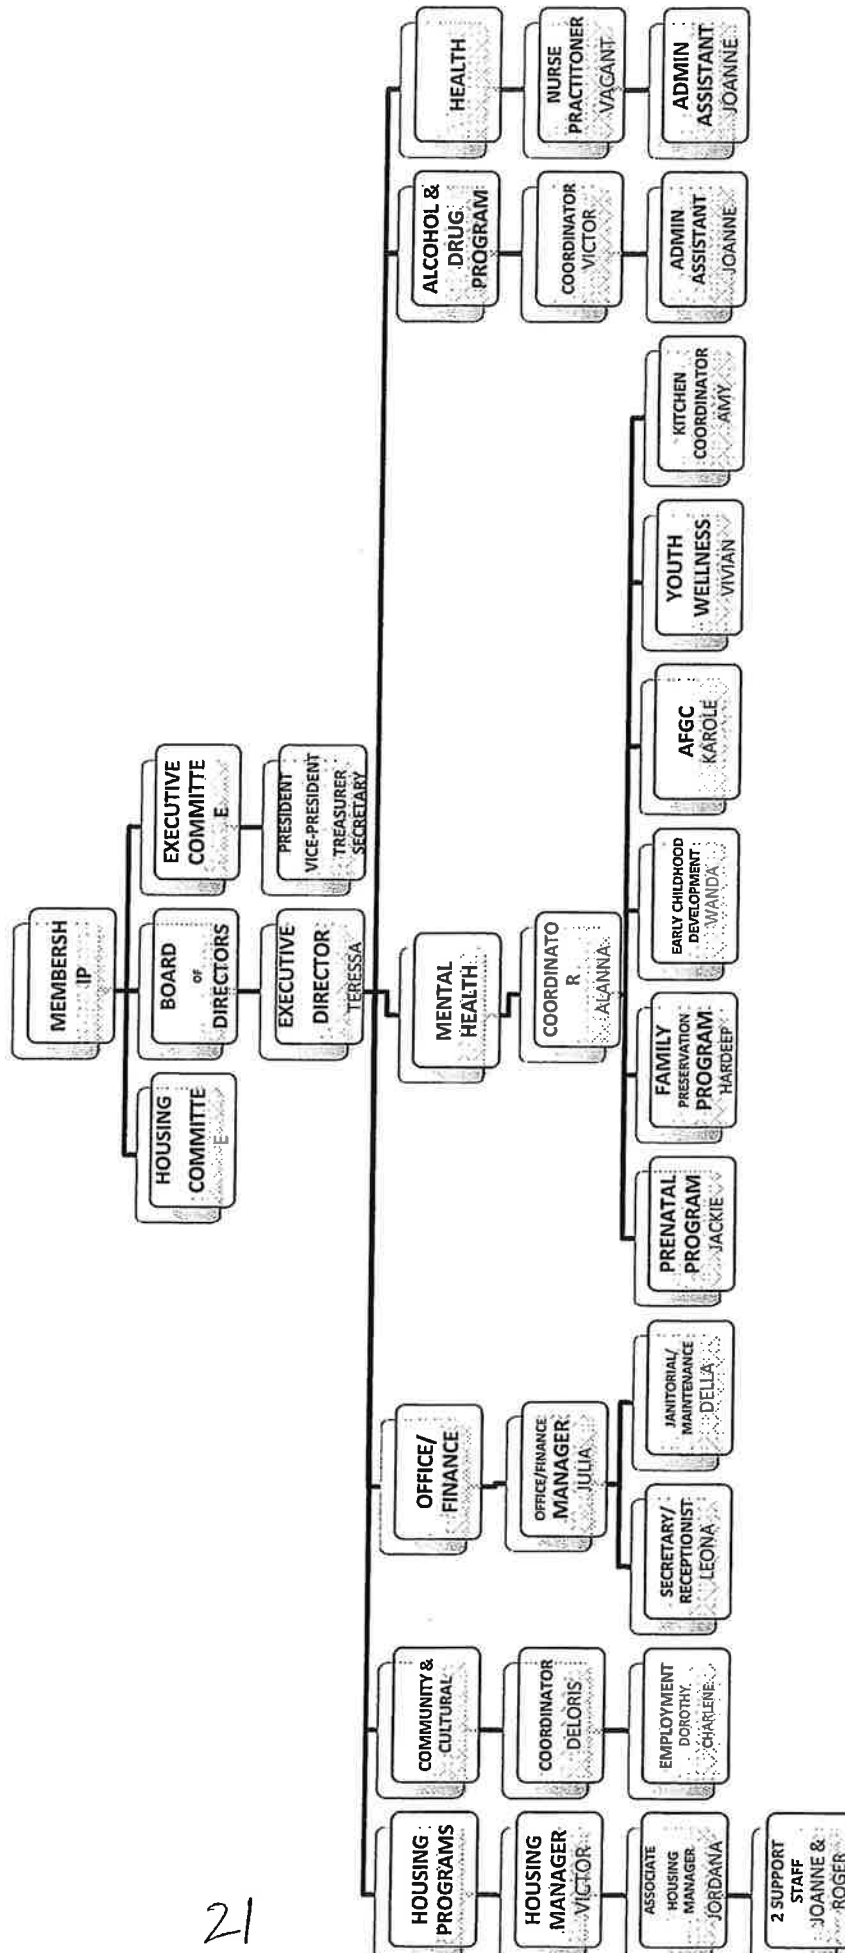 MEMBERSH
IP
HOUSING
COMMITTE
E
BOARD
OF
DIRECTORS
EXECUTIVE
COMMITTE
E
EXECUTIVE
DIRECTOR
TERESSA
PRESIDENT
VICE-PRESIDENT
TREASURER
SECRETARY
HOUSING
PROGRAMS
HOUSING
MANAGER
VICTOR
ASSOCIATE
HOUSING
MANAGER
JORDANA
2 SUPPORT
STAFF
JOANNE &
ROGER
COMMUNITY &
CULTURAL
COORDINATOR
DELORIS
EMPLOYMENT
DOROTHY
CHARLENE
OFFICE/
FINANCE
OFFICE/FINANCE
MANAGER
JULIA
SECRETARY/
RECEPTIONIST
LEONA
JANITORIAL/
MAINTENANCE
DELLA
MENTAL
HEALTH
COORDINATO
R
ALANNA
PRENATAL
PROGRAM
JACKIE
FAMILY
PRESERVATION
PROGRAM
HARDEEP
EARLY CHILDHOOD
DEVELOPMENT
WANDA
AFGC
KAROLE
YOUTH
WELLNESS
VIVIAN
KITCHEN
COORDINATOR
AMY
ALCOHOL &
DRUG
PROGRAM
COORDINATOR
VICTOR
ADMIN
ASSISTANT
JOANNE
HEALTH
NURSE
PRACTITONER
VACANT
ADMIN
ASSISTANT
JOANNE
21